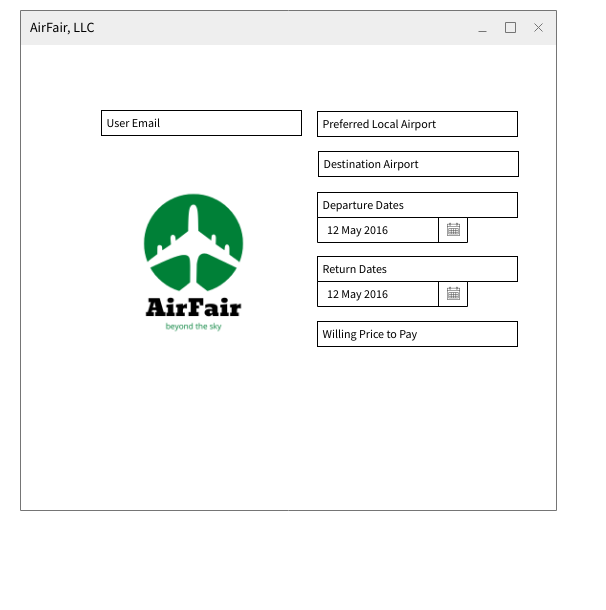 AirFair, LLC
User Email
Preferred Local Airport
Destination Airport
Departure Dates
12 May 2016
Return Dates
12 May 2016
Willing Price to Pay
AirFair
beyond the sky